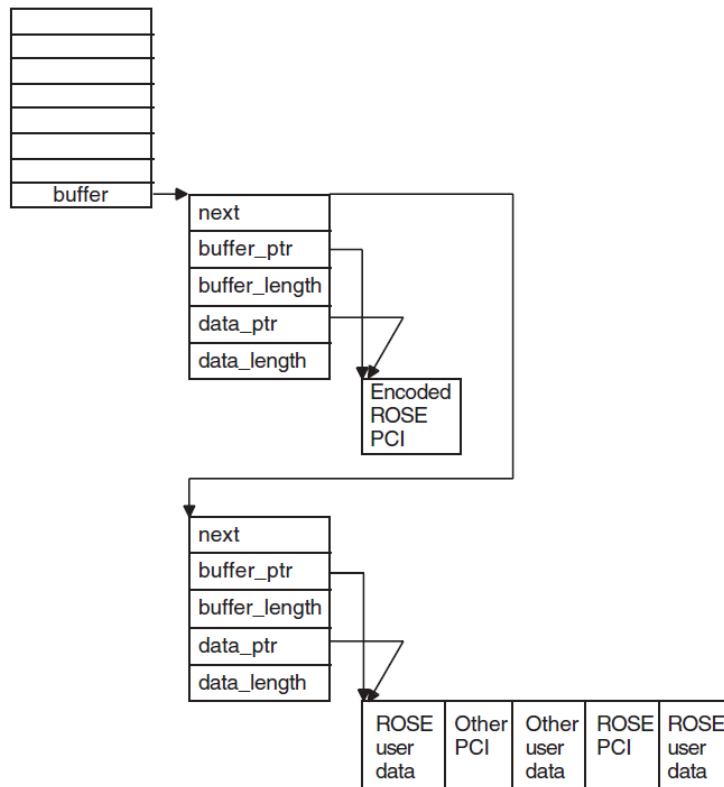 buffer
next
buffer_ptr
buffer_length
data_ptr
data_length
Encoded
ROSE
PCI
next
buffer_ptr
buffer_length
data_ptr
data_length
ROSE
user
data
Other
PCI
Other
user
data
ROSE
PCI
ROSE
user
data